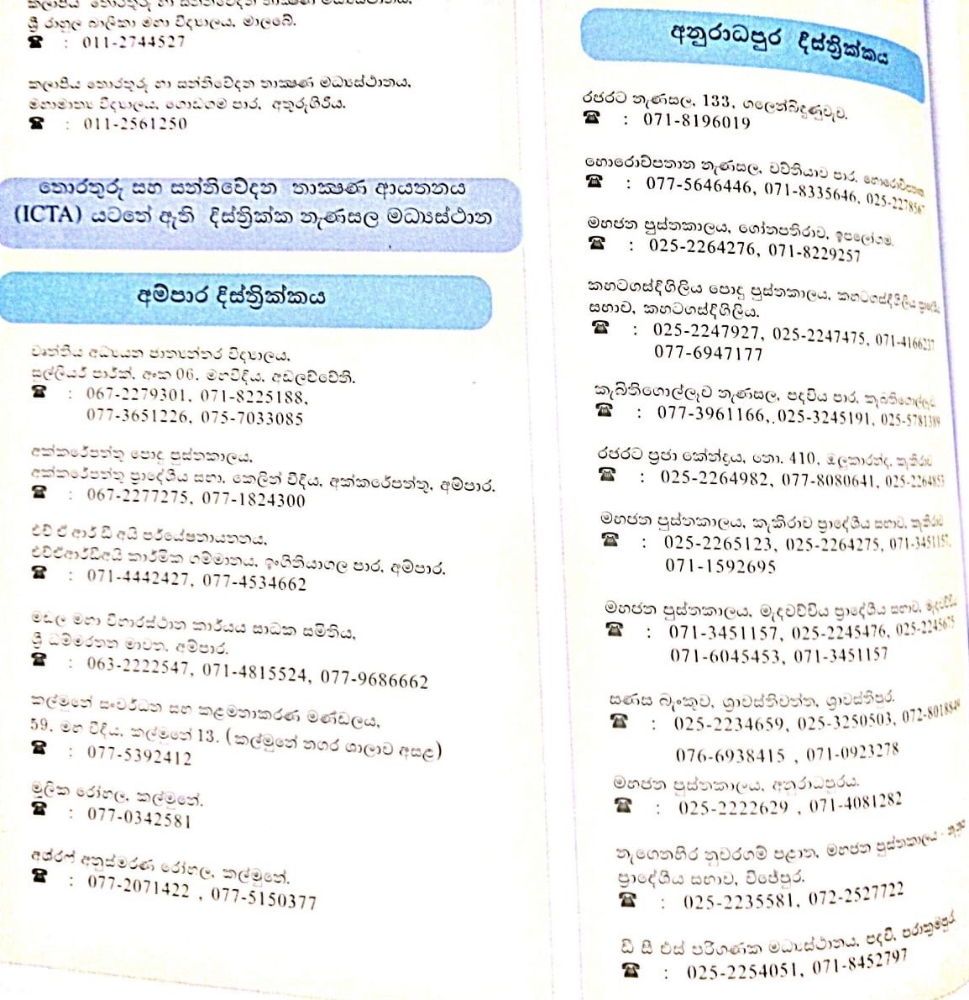 කලාපීය තොරතුරු හා සන්නිවේදන තාක්‍ෂණ මධ්‍යස්ථානය,
ශ්‍රී රාහුල බාලිකා මහා විද්‍යාලය, මාලබේ.
☎ : 011-2744527
කලාපීය තොරතුරු හා සන්නිවේදන තාක්‍ෂණ මධ්‍යස්ථානය,
මහාමාත්‍ය විද්‍යාලය, ගොඩගම පාර, අතුරුගිරිය.
☎ : 011-2561250
තොරතුරු සහ සන්නිවේදන තාක්‍ෂණ ආයතනය
(ICTA) යටතේ ඇති දිස්ත්‍රික්ක නැණසල මධ්‍යස්ථාන
අම්පාර දිස්ත්‍රික්කය
වෘත්තීය අධ්‍යයන ජාත්‍යන්තර විද්‍යාලය,
සුල්ලියර් පාර්ක්, අංක 06, මහවීදිය, අඩලච්චේනි.
☎ : 067-2279301, 071-8225188,
077-3651226, 075-7033085
අක්කරේපත්තු පොදු පුස්තකාලය,
අක්කරේපත්තු ප්‍රාදේශීය සභා, කෙලින් වීදිය, අක්කරේපත්තු, අම්පාර.
☎ : 067-2277275, 077-1824300
එච් ඒ ආර් ඩී අයි පර්යේෂනායතනය,
එච්ඒආර්ඩීඅයි කාර්මික ගම්මානය, ඉංගිනියාගල පාර, අම්පාර.
☎ : 071-4442427, 077-4534662
මඩල මහා විහාරස්ථාන කාර්යය සාධක සමිතිය,
ශ්‍රී ධම්මරතන මාවත, අම්පාර.
☎ : 063-2222547, 071-4815524, 077-9686662
කල්මුනේ සංවර්ධන සහ කළමනාකරණ මණ්ඩලය,
59, මහ වීදිය, කල්මුනේ 13. (කල්මුනේ නගර ශාලාව අසළ)
☎ : 077-5392412
මූලික රෝහල, කල්මුනේ.
☎ : 077-0342581
අශ්රෆ් අනුස්මරණ රෝහල, කල්මුනේ.
☎ : 077-2071422 , 077-5150377
අනුරාධපුර දිස්ත්‍රික්කය
රජරට නැණසල, 133, ගලෙන්බිඳුණුවැව.
☎ : 071-8196019
හොරොව්පතාන නැණසල, වව්නියාව පාර, හොරොව්පතාන
☎ : 077-5646446, 071-8335646, 025-227856
මහජන පුස්තකාලය, ගෝනපතිරාව, ඉපලෝගම.
☎ : 025-2264276, 071-8229257
කහටගස්දිගිලිය පොදු පුස්තකාලය, කහටගස්දිගිලිය
සභාව, කහටගස්දිගිලිය.
☎ : 025-2247927, 025-2247475, 071-4166237
077-6947177
කැබිතිගොල්ලෑව නැණසල, පදවිය පාර, කැබිතිගොල්ලෑව
☎ : 077-3961166,.025-3245191, 025-5781389
රජරට ප්‍රජා කේන්ද්‍රය, නො. 410, ඔලුකාරන්ද,
☎ : 025-2264982, 077-8080641, 025-2264853
මහජන පුස්තකාලය, කැකිරාව ප්‍රාදේශීය සභාව,
☎ : 025-2265123, 025-2264275, 071-3451157,
071-1592695
මහජන පුස්තකාලය, මැදවච්චිය ප්‍රාදේශීය සභාව, මැදවච්චිය
☎ : 071-3451157, 025-2245476, 025-2245675
071-6045453, 071-3451157
සණස බැංකුව, ශ්‍රාවස්තිවත්ත, ශ්‍රාවස්තිපුර.
☎ : 025-2234659, 025-3250503, 072-8018849
076-6938415 , 071-0923278
මහජන පුස්තකාලය, අනුරාධපුරය.
☎ : 025-2222629 , 071-4081282
නැගෙනහිර නුවරගම් පළාත, මහජන පුස්තකාලය -
ප්‍රාදේශීය සභාව, විජේපුර.
☎ : 025-2235581, 072-2527722
ඩී සී එස් පරිගණක මධ්‍යස්ථානය, පදවි, පරාක්‍රමපුර.
☎ : 025-2254051, 071-8452797